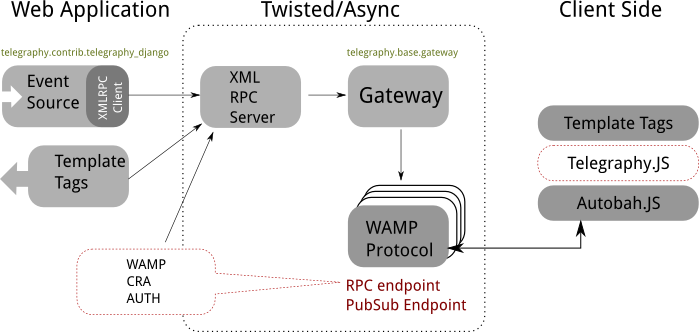 Web Application
Twisted/Async
Client Side
telegraphy.contrib.telegraphy_django
telegraphy.base.gateway
Event
Source
XMLRPC
Client
XML
RPC
Server
Gateway
Template
Tags
Template Tags
Telegraphy.JS
Autobah.JS
WAMP
Protocol
WAMP
CRA
AUTH
RPC endpoint
PubSub Endpoint